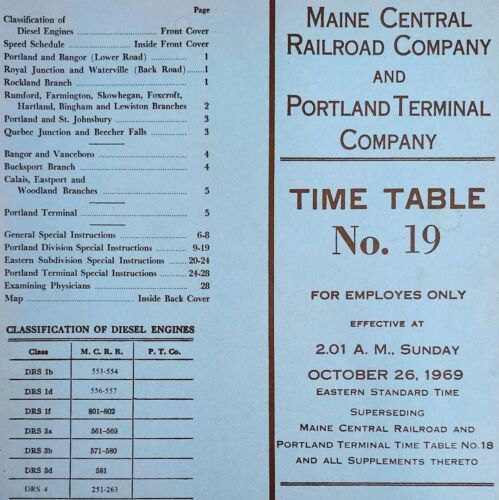 Page
Classification of
Diesel Engines .................... Front Cover
Speed Schedule ............ Inside Front Cover
Portland and Bangor (Lower Road) ........ 1
Royal Junction and Waterville (Back Road)......1
Rockland Branch ........................ 1
Rumford, Farmington, Skowhegan, Foxcroft,
Hartland, Bingham and Lewiston Branches 2
Portland and St. Johnsbury .................. 3
Quebec Junction and Beecher Falls ........ 3
Bangor and Vanceboro ........................ 4
Bucksport Branch ........................ 4
Calais, Eastport and
Woodland Branches ........................ 5
Portland Terminal ........................ 5
General Special Instructions ............ 6-8
Portland Division Special Instructions .... 9-19
Eastern Subdivision Special Instructions .... 20-24
Portland Terminal Special Instructions .... 24-28
Examining Physicians ........................ 28
Map .................... Inside Back Cover
CLASSIFICATION OF DIESEL ENGINES
Class M. C. R. R. P. T. Co.
DRS 1b 553-554
DRS 1d 556-557
DRS 1f 801-802
DRS 3a 561-569
DRS 3b 571-580
DRS 3d 581
DRS 4 251-263
MAINE CENTRAL
RAILROAD COMPANY
AND
PORTLAND TERMINAL
COMPANY
TIME TABLE
No. 19
FOR EMPLOYES ONLY
EFFECTIVE AT
2.01 A. M., SUNDAY
OCTOBER 26, 1969
EASTERN STANDARD TIME
SUPERSEDING
MAINE CENTRAL RAILROAD AND
PORTLAND TERMINAL TIME TABLE NO. 18
AND ALL SUPPLEMENTS THERETO